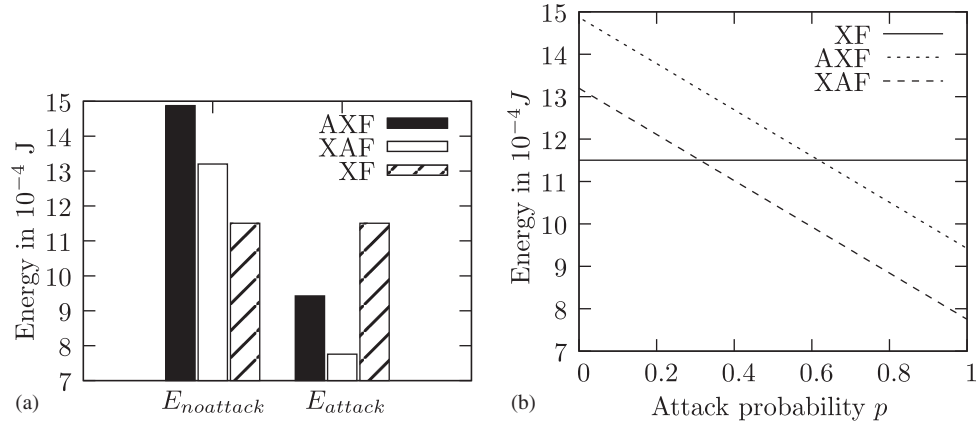 15
14
13
12
11
10
9
8
7
Energy in 10⁻⁴ J
AXF
XAF
XF
E_noattack E_attack
(a)
15
14
13
12
11
10
9
8
7
Energy in 10⁻⁴ J
XF
AXF
XAF
0 0.2 0.4 0.6 0.8 1
Attack probability p
(b)